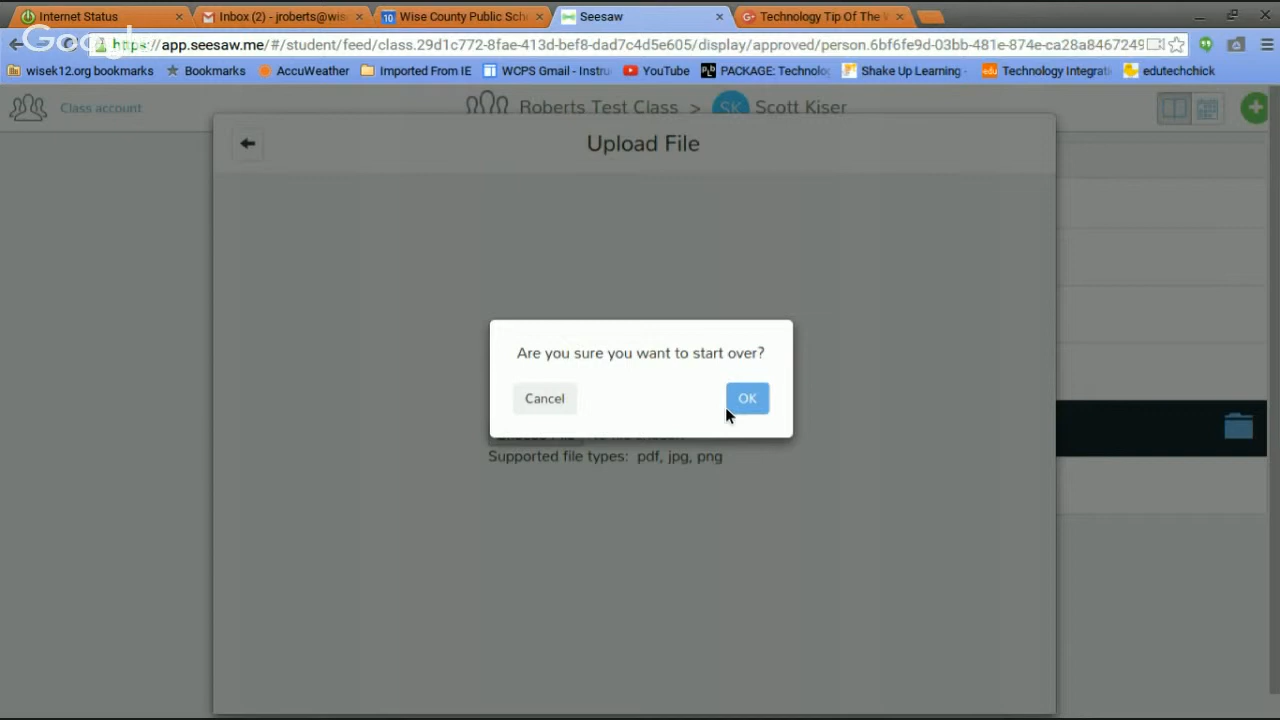 Internet Status
Inbox (2) - jroberts@wis
10 Wise County Public Sch
Seesaw
G+ Technology Tip Of The W
Google
https://app.seesaw.me/#/student/feed/class.29d1c772-8fae-413d-bef8-dad7c4d5e605/display/approved/person.6bf6fe9d-03bb-481e-874e-ca28a8467249
wisek12.org bookmarks
Bookmarks
AccuWeather
Imported From IE
WCPS Gmail - Instru
YouTube
PACKAGE: Technolo
Shake Up Learning -
edu Technology Integrati
edutechchick
Class account
Roberts Test Class > SK Scott Kiser
Upload File
Are you sure you want to start over?
Cancel
OK
Supported file types: pdf, jpg, png